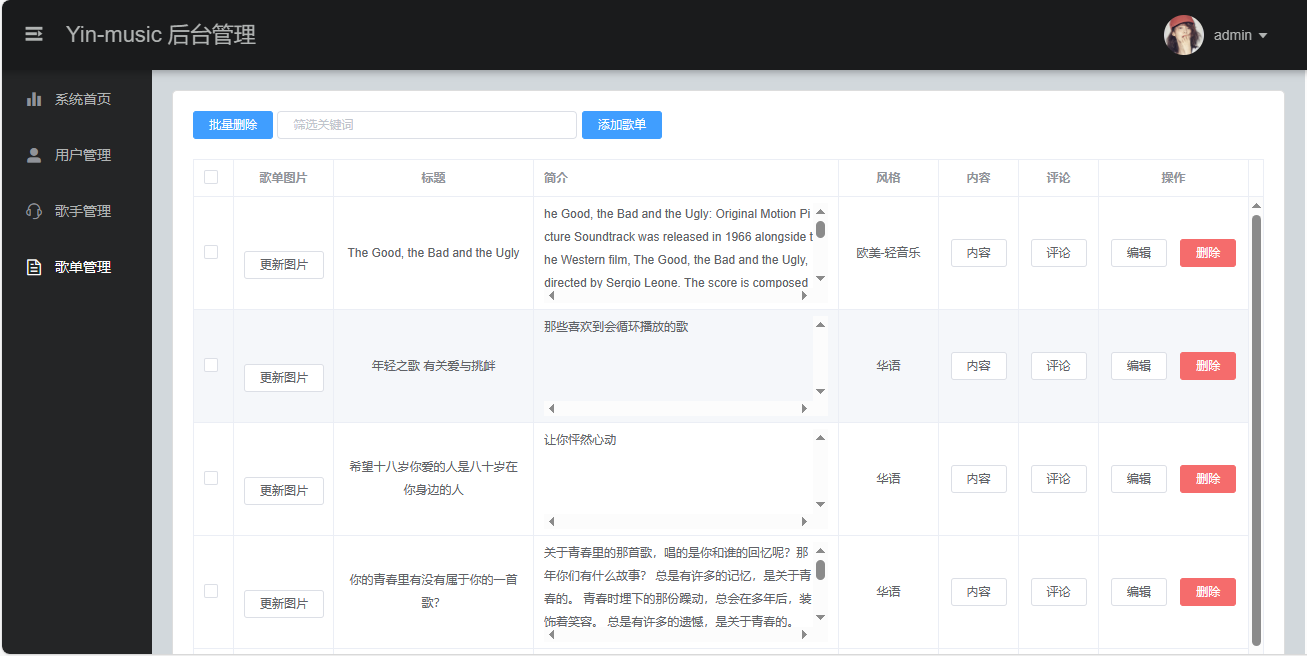 Yin-music 后台管理
admin
系统首页
用户管理
歌手管理
歌单管理
批量删除 筛选关键词 添加歌单
歌单图片 标题 简介 风格 内容 评论 操作
he Good, the Bad and the Ugly: Original Motion Pi
cture Soundtrack was released in 1966 alongside t
he Western film, The Good, the Bad and the Ugly,
directed by Sergio Leone. The score is composed
更新图片 The Good, the Bad and the Ugly 欧美-轻音乐 内容 评论 编辑 删除
那些喜欢到会循环播放的歌
更新图片 年轻之歌 有关爱与挑衅 华语 内容 评论 编辑 删除
让你怦然心动
希望十八岁你爱的人是八十岁在
你身边的人
更新图片 华语 内容 评论 编辑 删除
关于青春里的那首歌，唱的是你和谁的回忆呢？那
年你们有什么故事？ 总是有许多的记忆，是关于青
春的。 青春时埋下的那份躁动，总会在多年后，装
饰着笑容。 总是有许多的遗憾，是关于青春的。
你的青春里有没有属于你的一首
歌？
更新图片 华语 内容 评论 编辑 删除